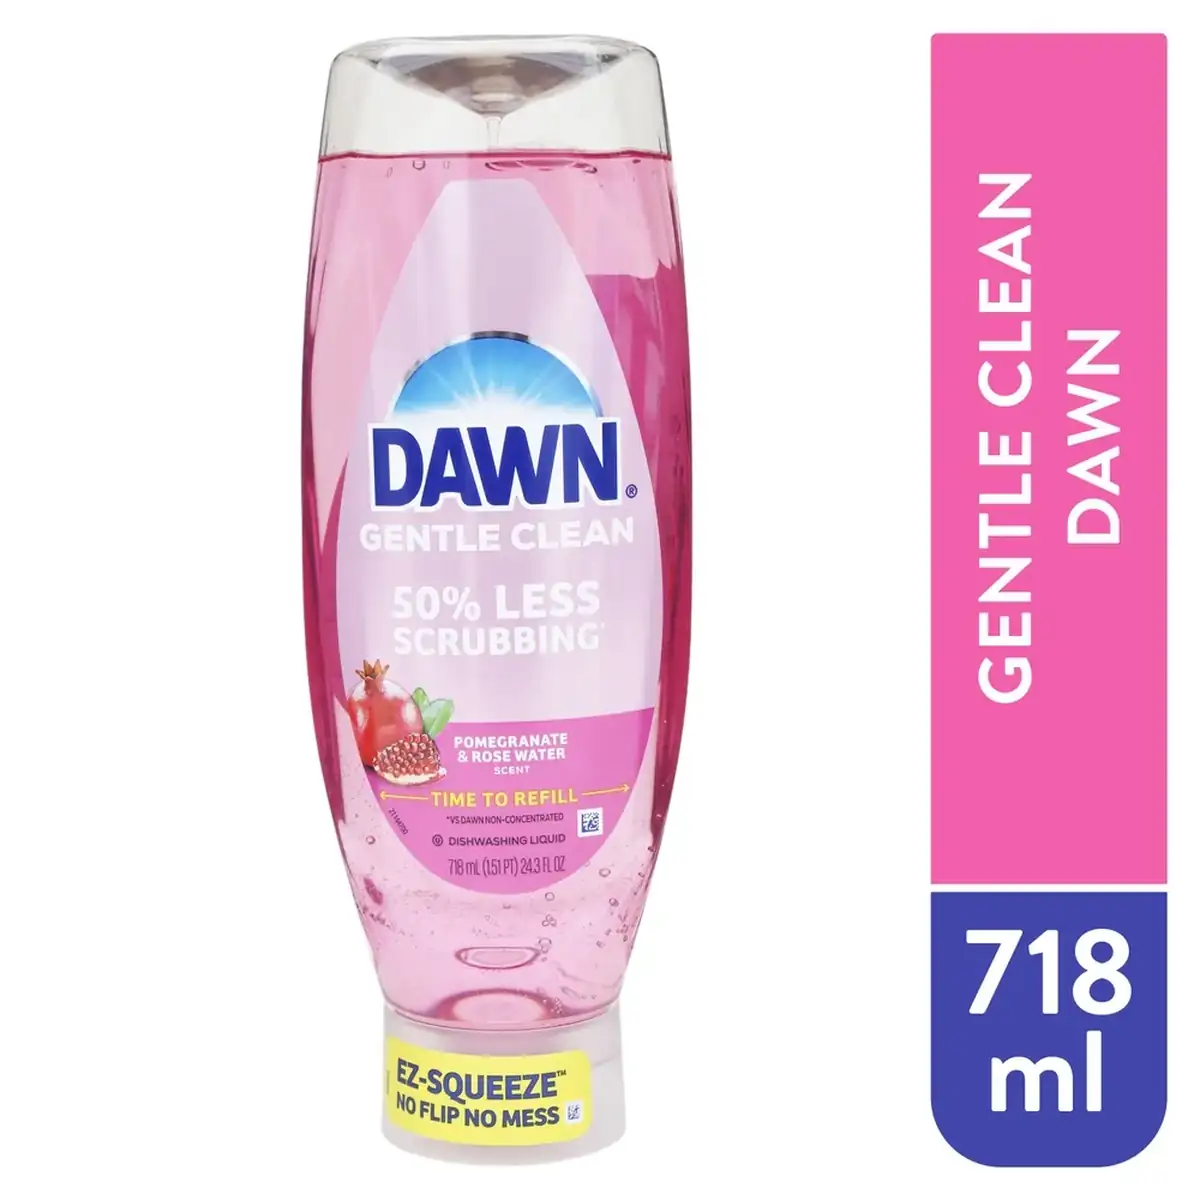 DAWN®
GENTLE CLEAN
50% LESS
SCRUBBING*
POMEGRANATE
& ROSE WATER
SCENT
TIME TO REFILL
*VS DAWN NON-CONCENTRATED
Ⓤ DISHWASHING LIQUID
718 mL (1.51 PT) 24.3 FL OZ
EZ-SQUEEZE™
NO FLIP NO MESS
GENTLE CLEAN
DAWN
718
ml